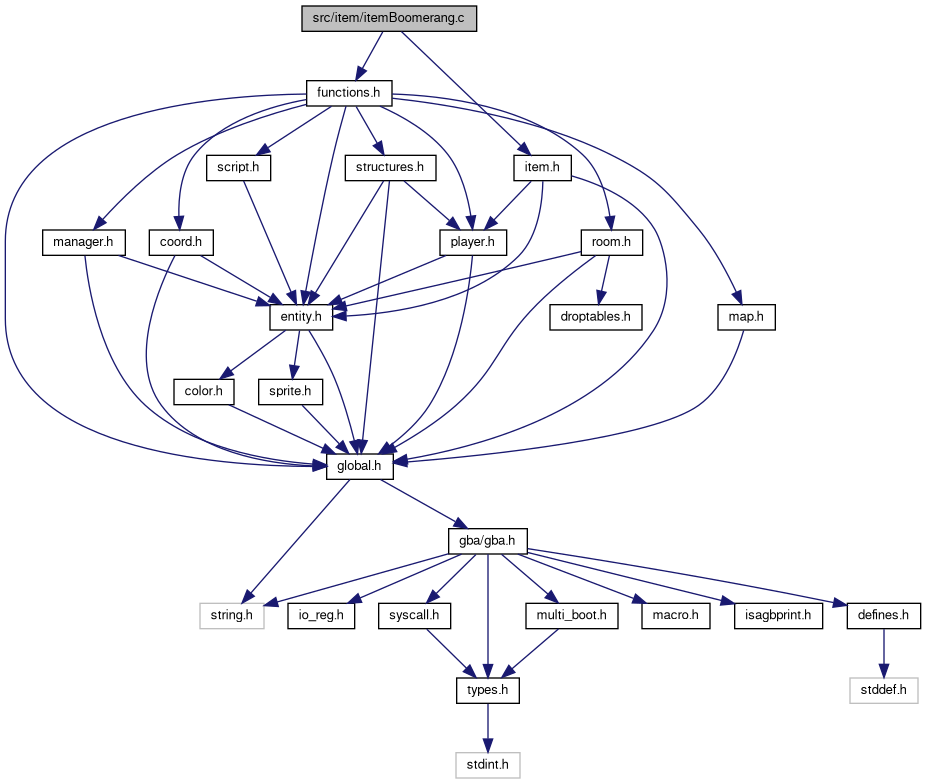 src/item/itemBoomerang.c
functions.h
script.h
structures.h
item.h
manager.h
coord.h
player.h
room.h
entity.h
droptables.h
map.h
color.h
sprite.h
global.h
gba/gba.h
string.h
io_reg.h
syscall.h
multi_boot.h
macro.h
isagbprint.h
defines.h
types.h
stddef.h
stdint.h